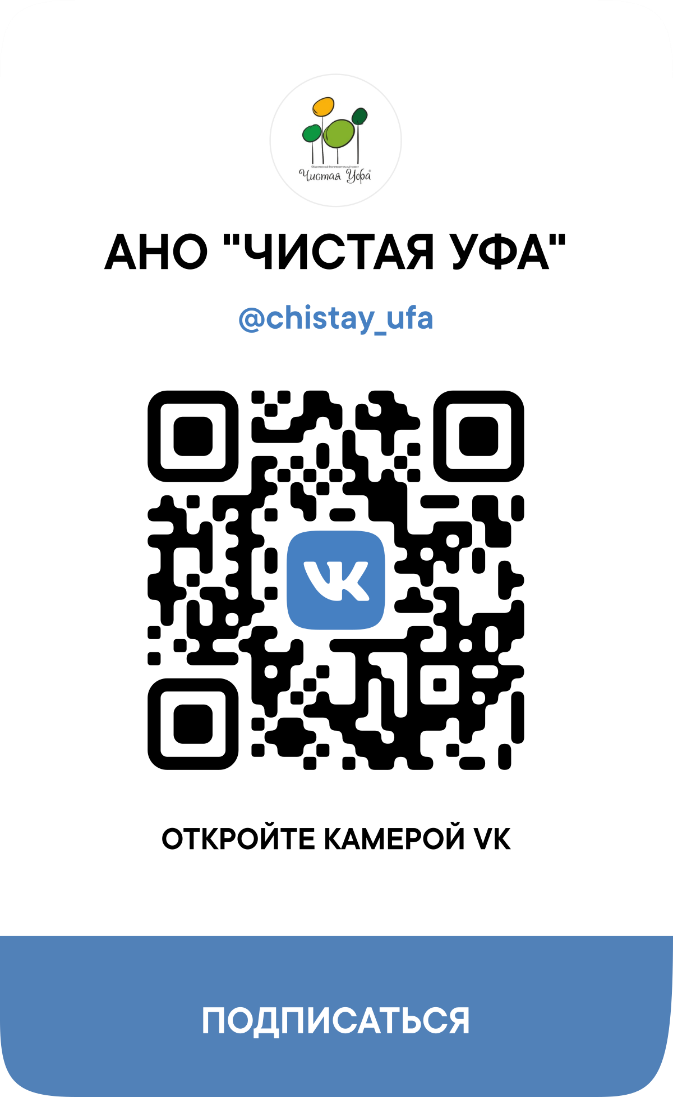 Чистая Уфа
АНО "ЧИСТАЯ УФА"
@chistay_ufa
ОТКРОЙТЕ КАМЕРОЙ VK
ПОДПИСАТЬСЯ